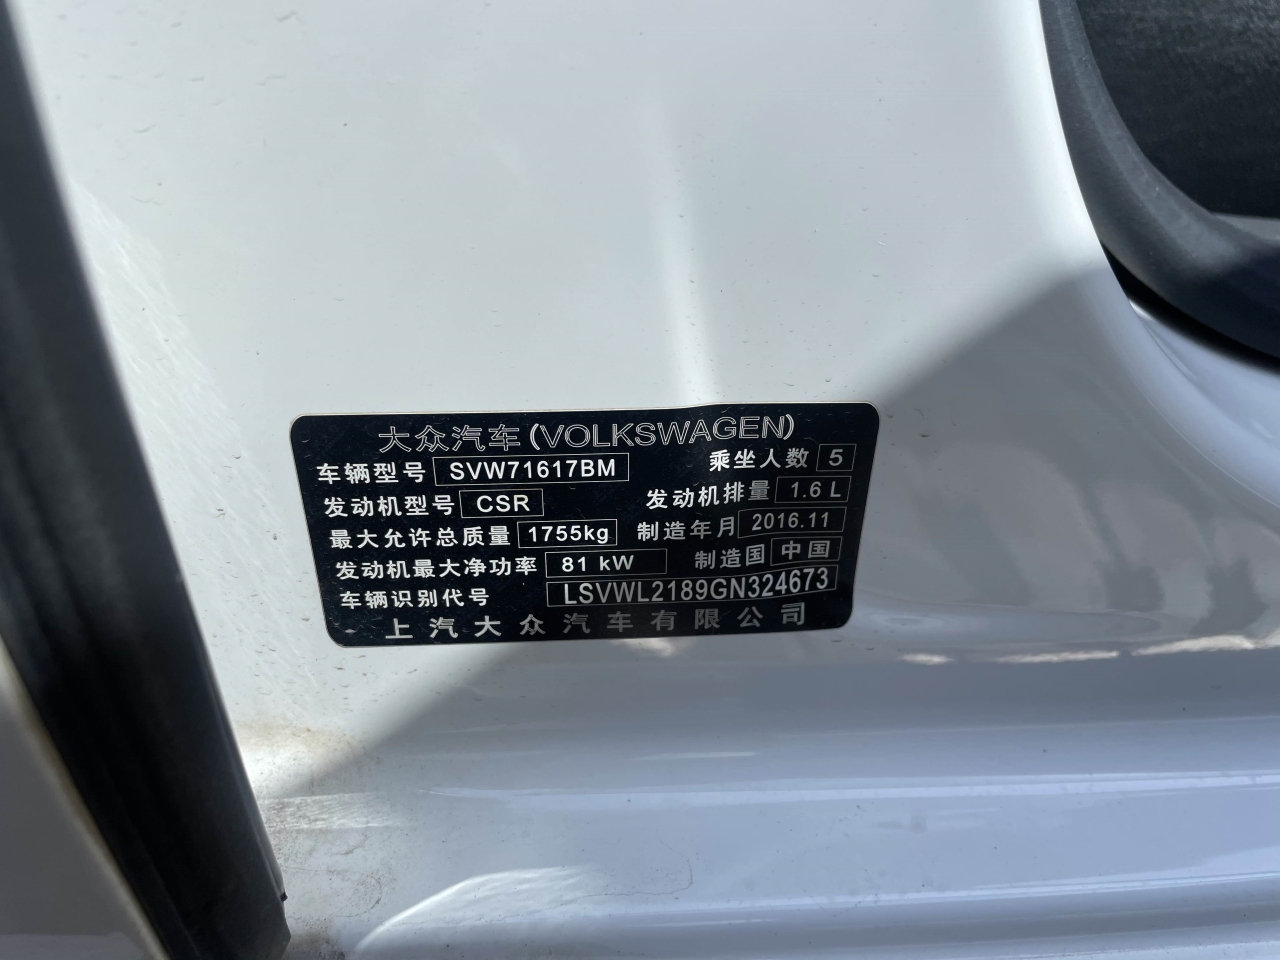 大众汽车(VOLKSWAGEN)
车辆型号 SVW71617BM 乘坐人数 5
发动机型号 CSR 发动机排量 1.6 L
最大允许总质量 1755kg 制造年月 2016.11
发动机最大净功率 81 kW 制造国 中国
车辆识别代号 LSVWL2189GN324673
上汽大众汽车有限公司